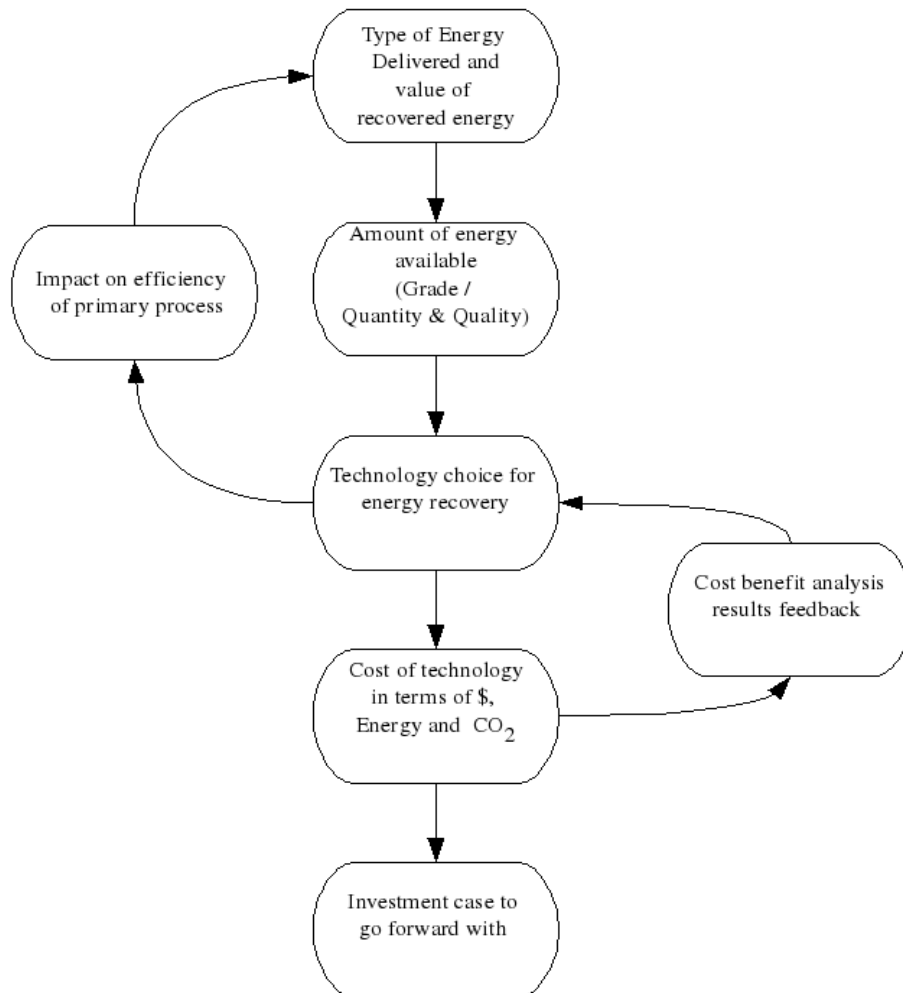 Type of Energy
Delivered and
value of
recovered energy
Amount of energy
available
(Grade /
Quantity & Quality)
Impact on efficiency
of primary process
Technology choice for
energy recovery
Cost benefit analysis
results feedback
Cost of technology
in terms of $,
Energy and CO2
Investment case to
go forward with